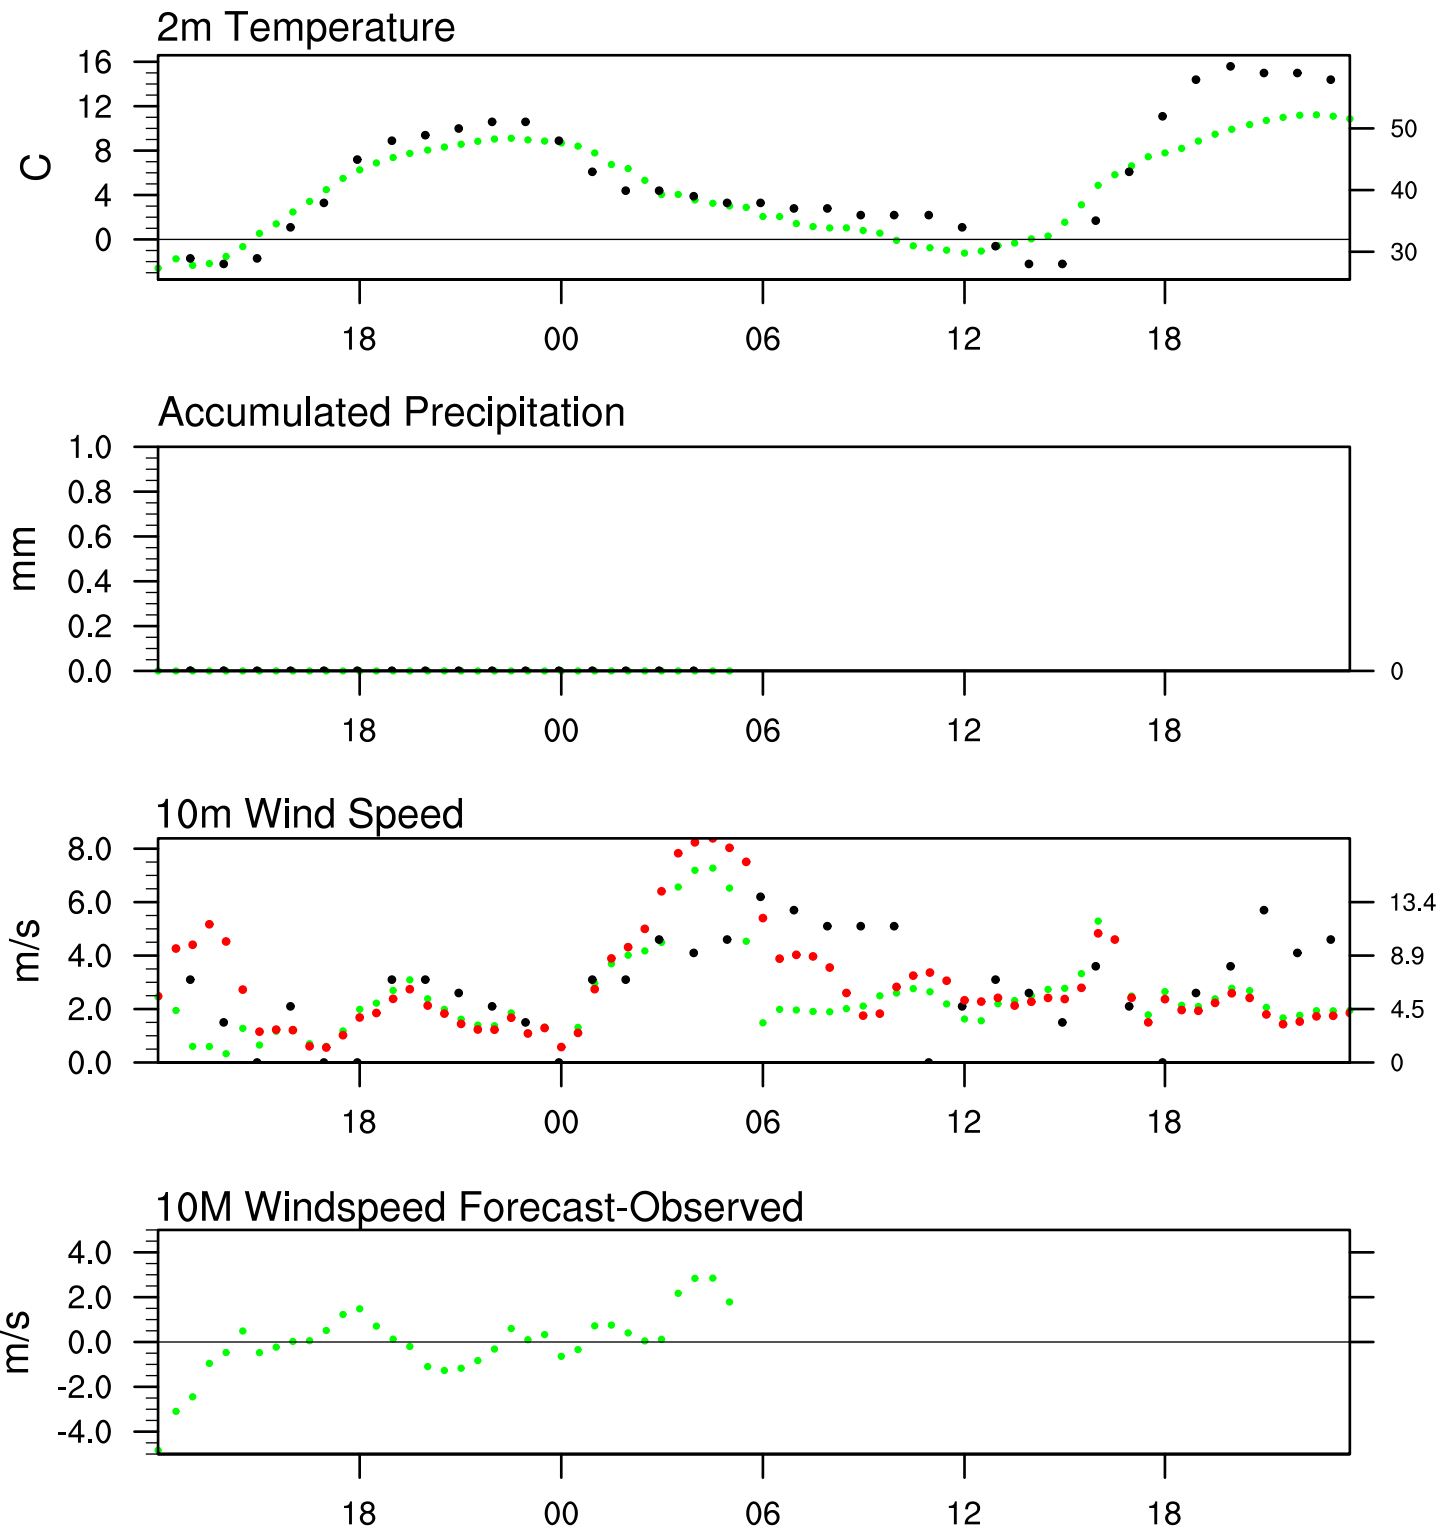 2m Temperature
16
12
8
4
0
C
50
40
30
18 00 06 12 18
Accumulated Precipitation
1.0
0.8
0.6
0.4
0.2
0.0
mm
0
18 00 06 12 18
10m Wind Speed
8.0
6.0
4.0
2.0
0.0
m/s
13.4
8.9
4.5
0
18 00 06 12 18
10M Windspeed Forecast-Observed
4.0
2.0
0.0
-2.0
-4.0
m/s
18 00 06 12 18